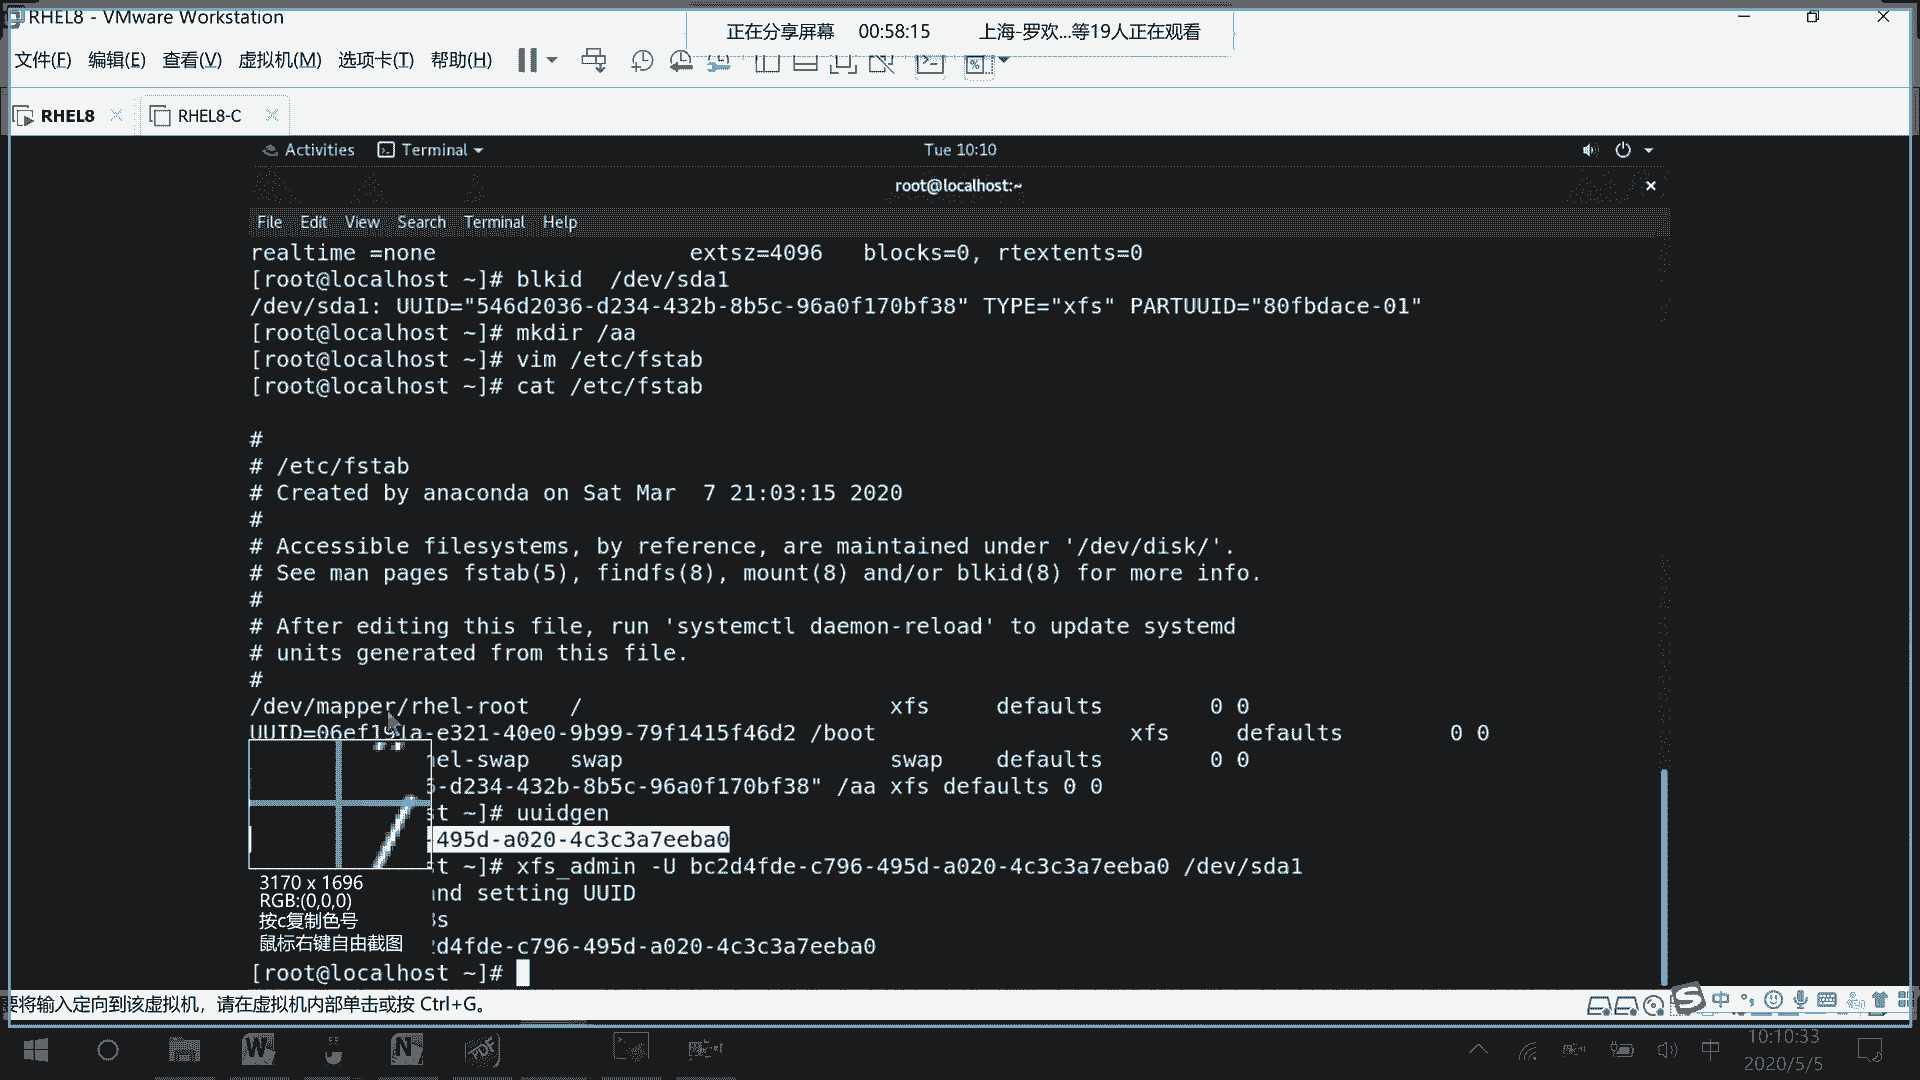 RHEL8 - VMware Workstation
正在分享屏幕 00:58:15 上海-罗欢...等19人正在观看
文件(F) 编辑(E) 查看(V) 虚拟机(M) 选项卡(T) 帮助(H)
RHEL8 RHEL8-C
Activities Terminal Tue 10:10
root@localhost:~
File Edit View Search Terminal Help
realtime =none extsz=4096 blocks=0, rtextents=0
[root@localhost ~]# blkid /dev/sda1
/dev/sda1: UUID="546d2036-d234-432b-8b5c-96a0f170bf38" TYPE="xfs" PARTUUID="80fbdace-01"
[root@localhost ~]# mkdir /aa
[root@localhost ~]# vim /etc/fstab
[root@localhost ~]# cat /etc/fstab
#
# /etc/fstab
# Created by anaconda on Sat Mar 7 21:03:15 2020
#
# Accessible filesystems, by reference, are maintained under '/dev/disk/'.
# See man pages fstab(5), findfs(8), mount(8) and/or blkid(8) for more info.
#
# After editing this file, run 'systemctl daemon-reload' to update systemd
# units generated from this file.
#
/dev/mapper/rhel-root / xfs defaults 0 0
UUID=06ef191a-e321-40e0-9b99-79f1415f46d2 /boot xfs defaults 0 0
el-swap swap swap defaults 0 0
-d234-432b-8b5c-96a0f170bf38" /aa xfs defaults 0 0
st ~]# uuidgen
-495d-a020-4c3c3a7eeba0
t ~]# xfs_admin -U bc2d4fde-c796-495d-a020-4c3c3a7eeba0 /dev/sda1
nd setting UUID
s
d4fde-c796-495d-a020-4c3c3a7eeba0
[root@localhost ~]#
3170 x 1696
RGB:(0,0,0)
按c复制色号
鼠标右键自由截图
要将输入定向到该虚拟机，请在虚拟机内部单击或按 Ctrl+G。
中
中
10:10:33
2020/5/5